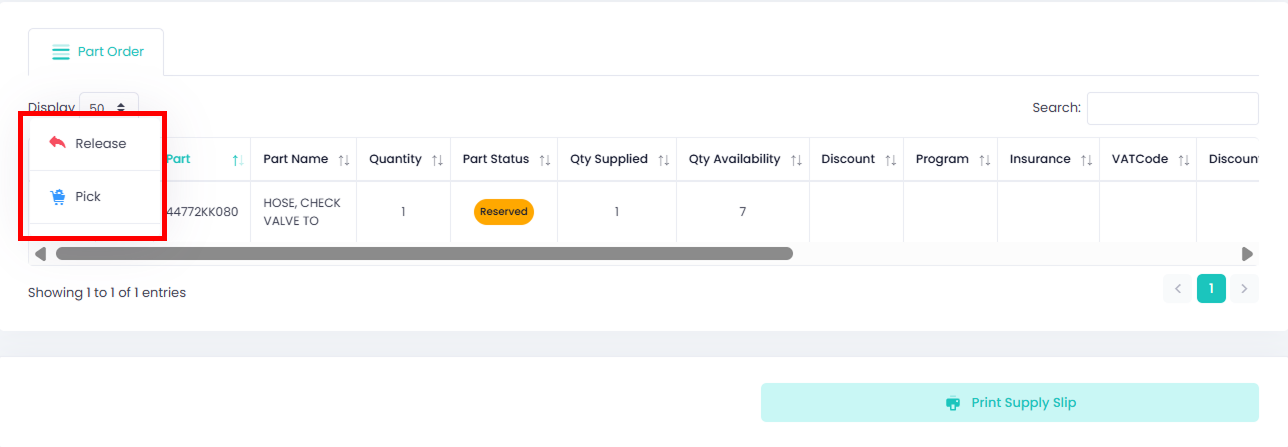 Part Order
Display 50
Search:
Release
Pick
Part Part Name Quantity Part Status Qty Supplied Qty Availability Discount Program Insurance VATCode Discoun
44772KK080 HOSE, CHECK VALVE TO 1 Reserved 1 7
Showing 1 to 1 of 1 entries
1
Print Supply Slip